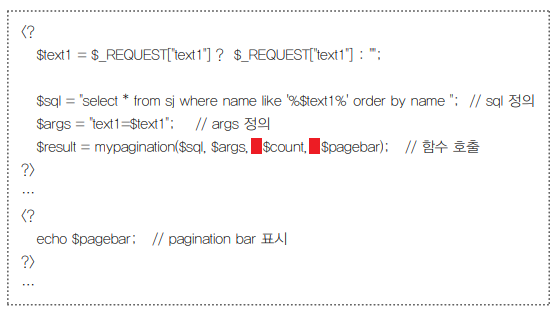 <?
$text1 = $_REQUEST["text1"] ? $_REQUEST["text1"] : "";
$sql = "select * from sj where name like '%$text1%' order by name "; // sql 정의
$args = "text1=$text1"; // args 정의
$result = mypagination($sql, $args, $count, $pagebar); // 함수 호출
?>
...
<?
echo $pagebar; // pagination bar 표시
?>
...